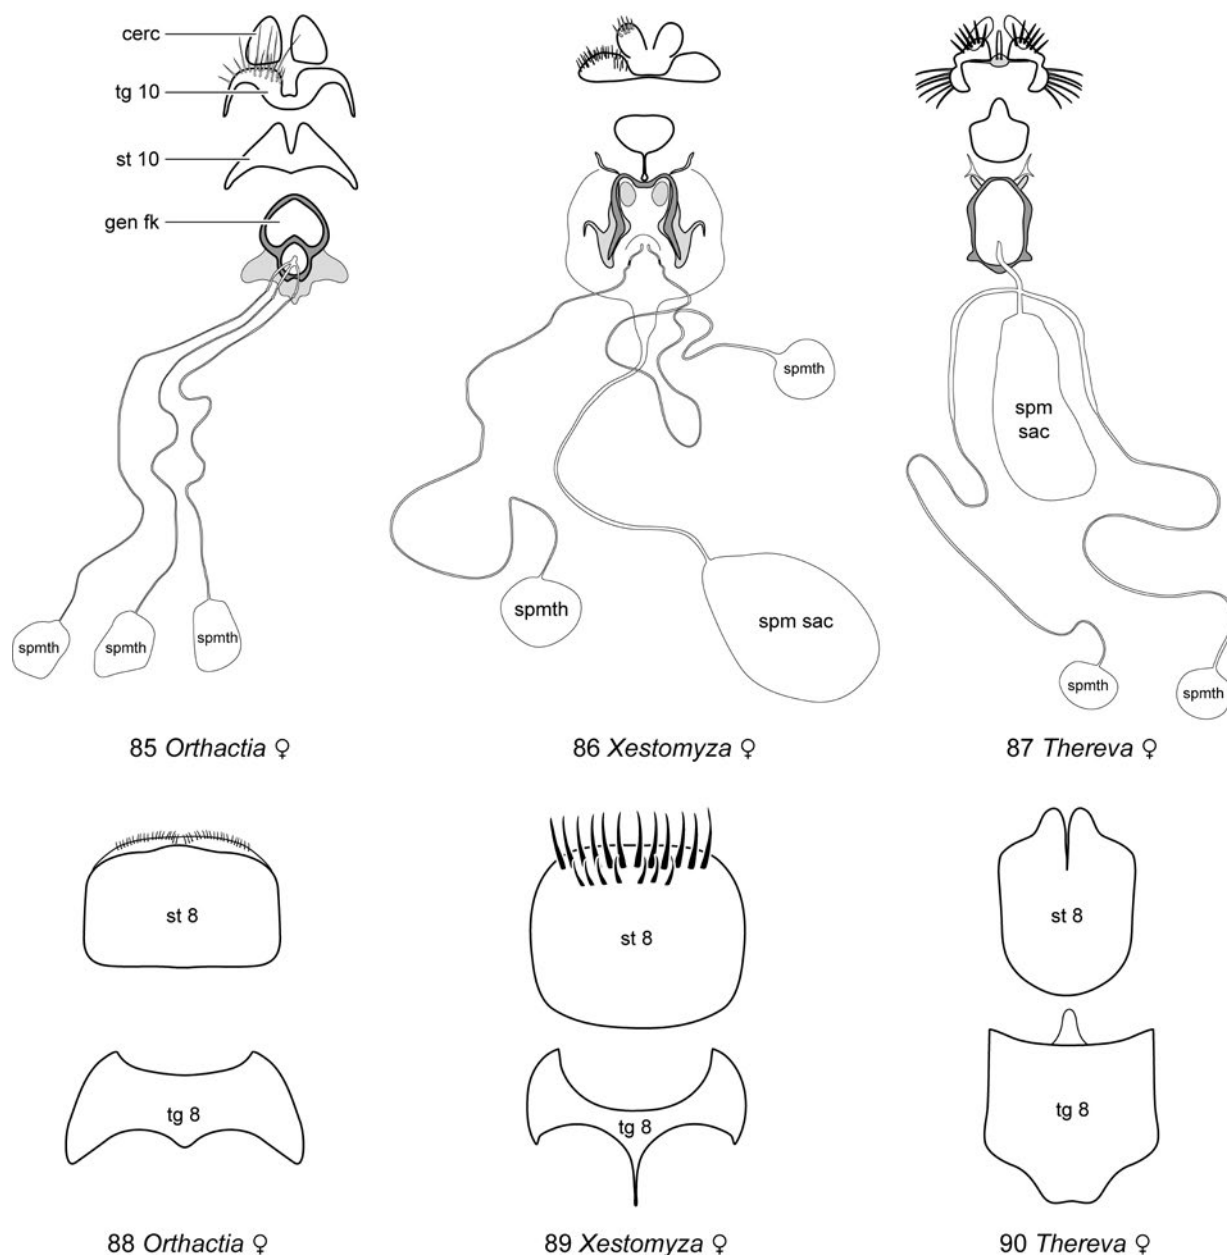 cerc
tg 10
st 10
gen fk
spmth
spmth
spmth
85 Orthactia ♀
spmth
spmth
spm sac
86 Xestomyza ♀
spm
sac
spmth
spmth
87 Thereva ♀
st 8
tg 8
88 Orthactia ♀
st 8
tg 8
89 Xestomyza ♀
st 8
tg 8
90 Thereva ♀